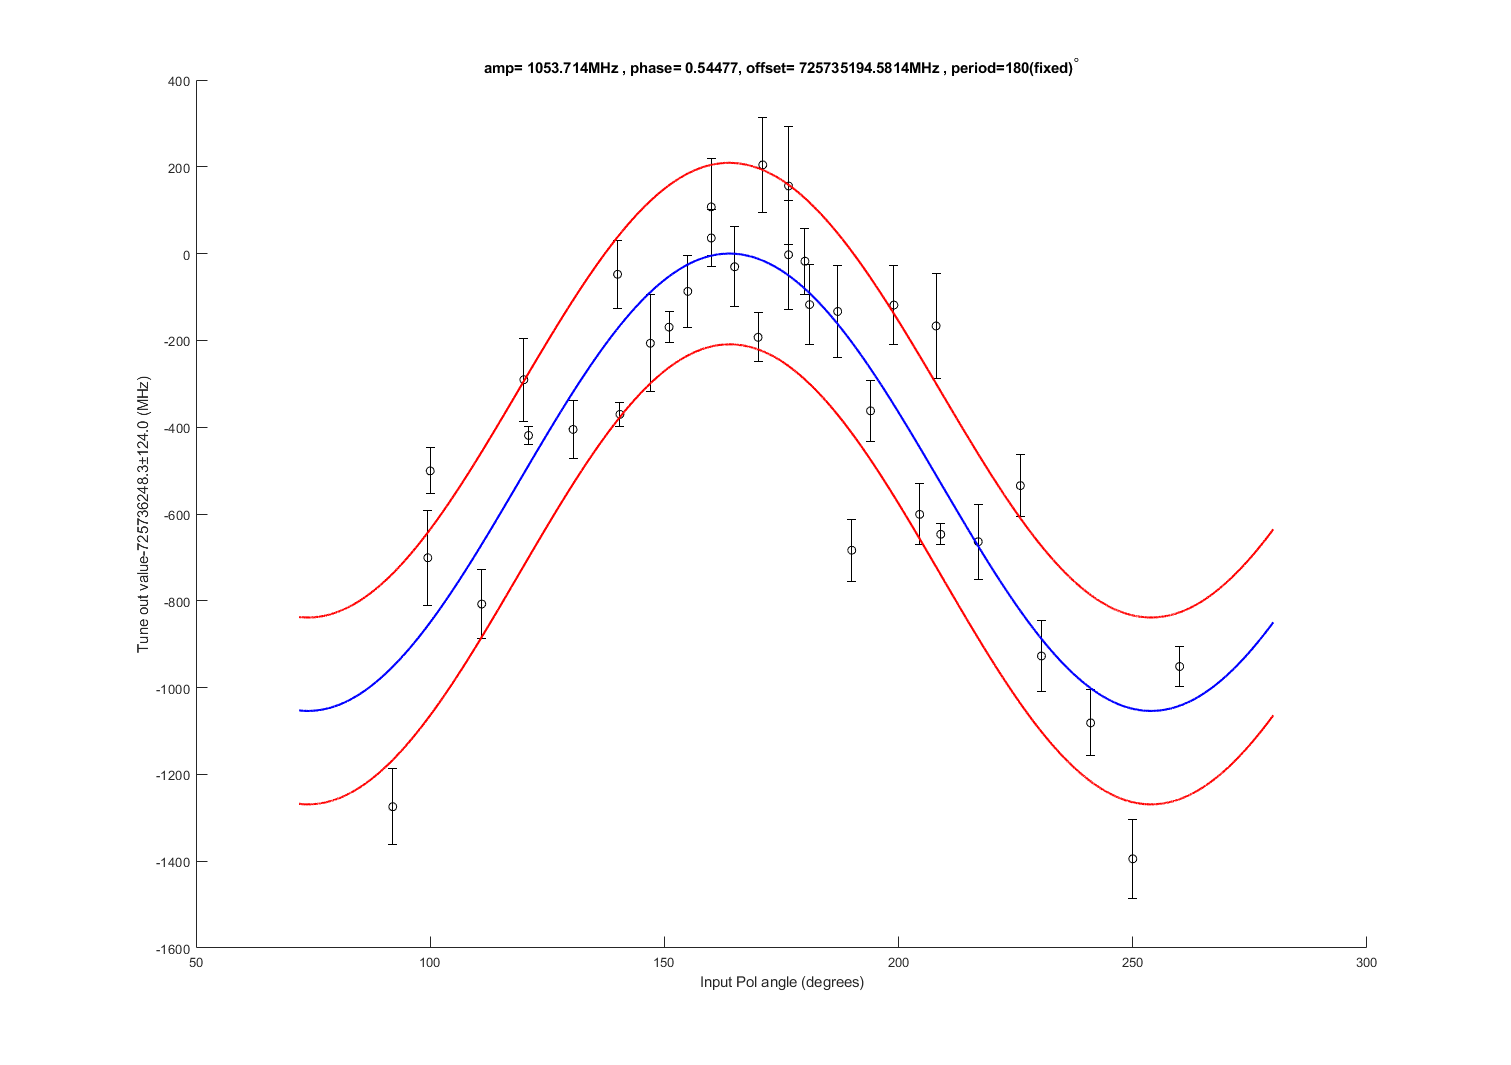 amp= 1053.714MHz , phase= 0.54477, offset= 725735194.5814MHz , period=180(fixed)°
400
200
0
-200
-400
-600
-800
-1000
-1200
-1400
-1600
Tune out value-725736248.3±124.0 (MHz)
50 100 150 200 250 300
Input Pol angle (degrees)